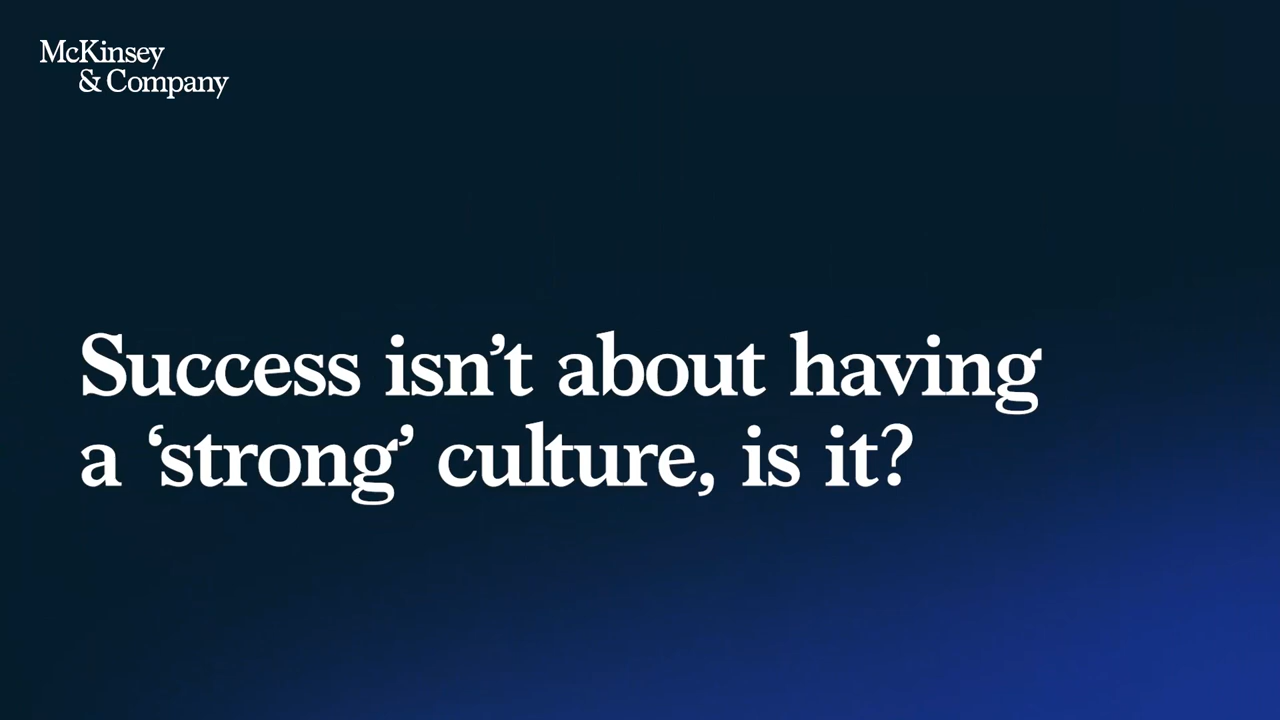 McKinsey
& Company
Success isn’t about having
a ‘strong’ culture, is it?